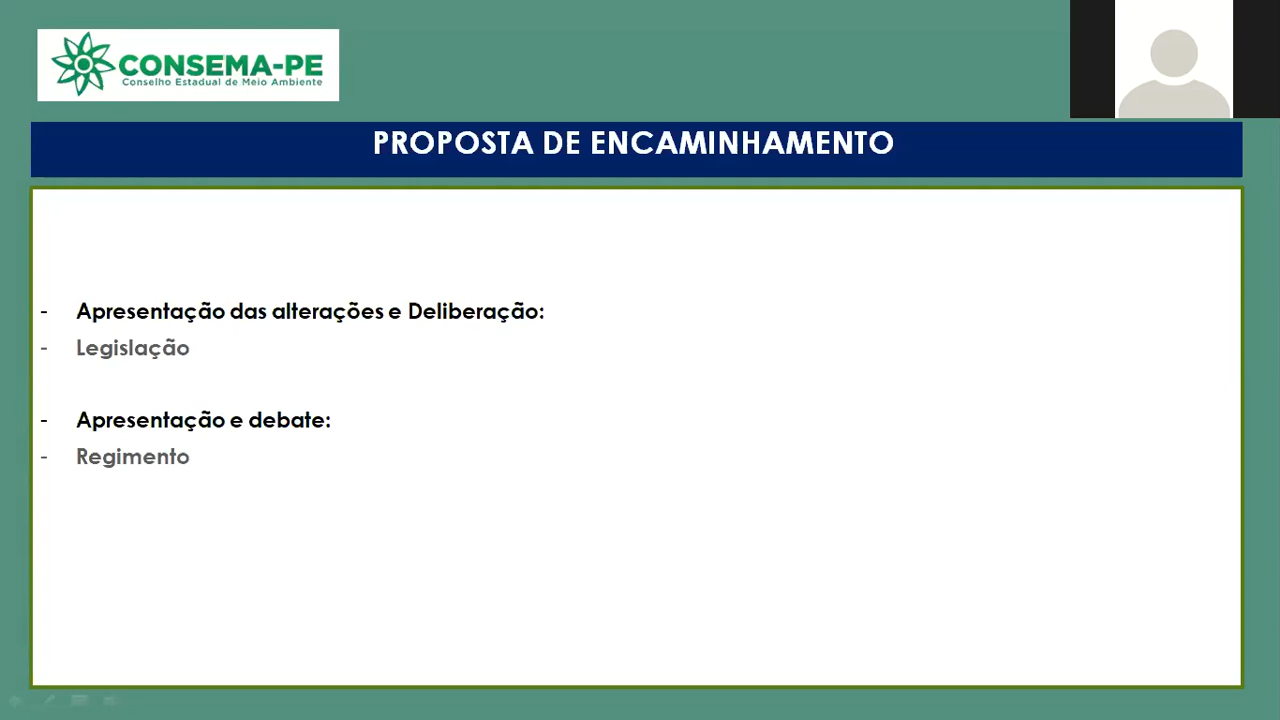 CONSEMA-PE
Conselho Estadual de Meio Ambiente
PROPOSTA DE ENCAMINHAMENTO
- Apresentação das alterações e Deliberação:
- Legislação
- Apresentação e debate:
- Regimento